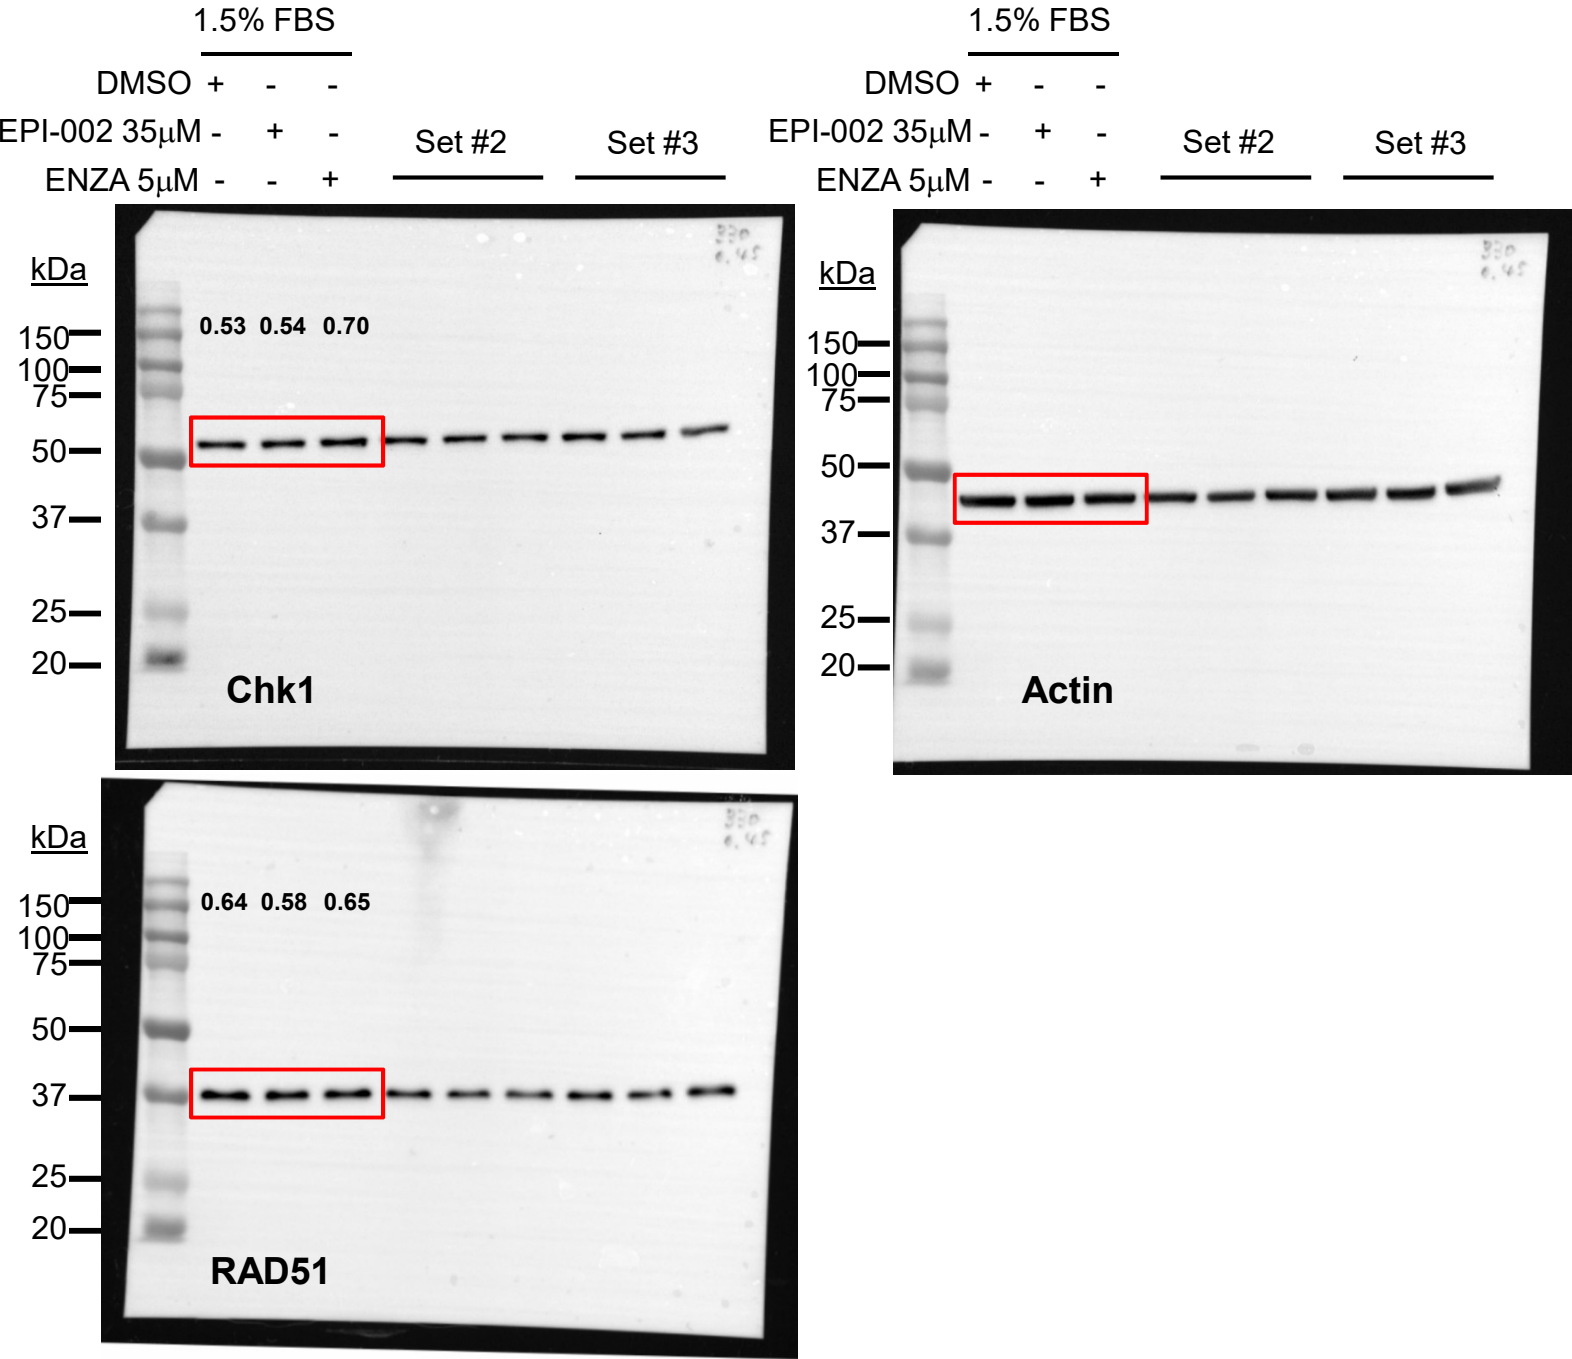 1.5% FBS
DMSO + - -
EPI-002 35μM - + -
ENZA 5μM - - +
Set #2
Set #3
kDa
150
100
75
50
37
25
20
0.53 0.54 0.70
Chk1
1.5% FBS
DMSO + - -
EPI-002 35μM - + -
ENZA 5μM - - +
Set #2
Set #3
kDa
150
100
75
50
37
25
20
Actin
kDa
150
100
75
50
37
25
20
0.64 0.58 0.65
RAD51